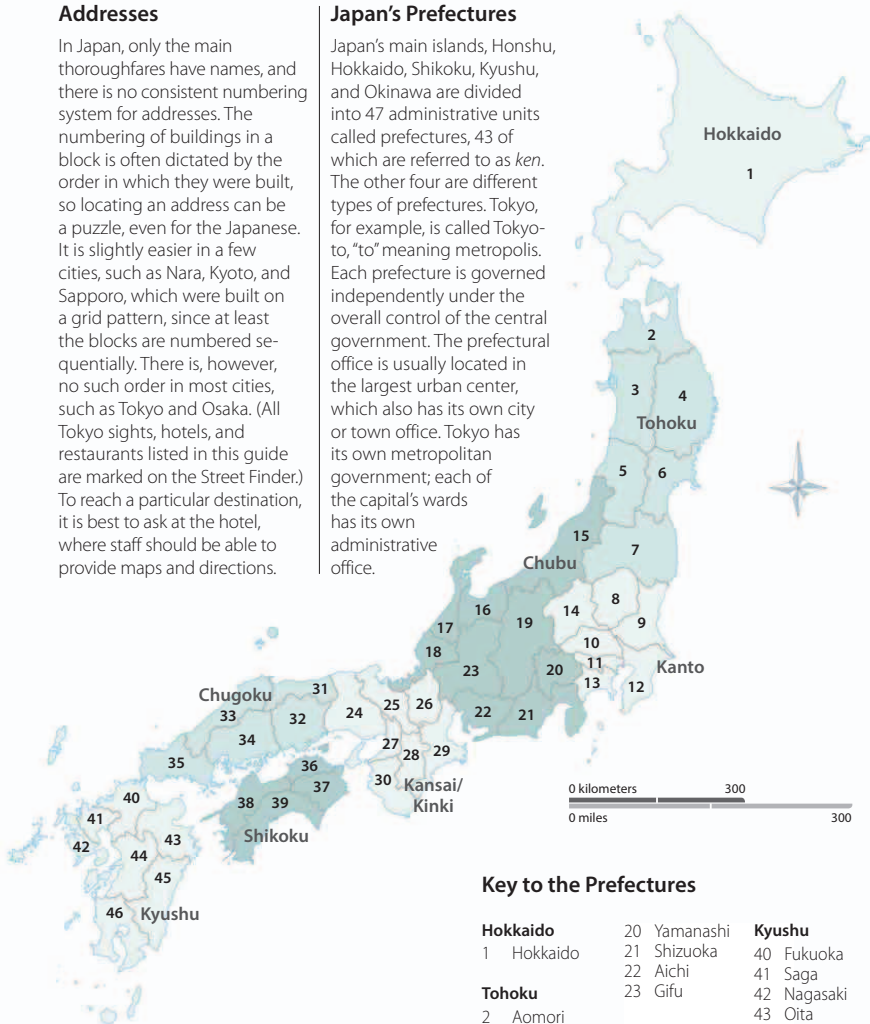 Addresses
In Japan, only the main
thoroughfares have names, and
there is no consistent numbering
system for addresses. The
numbering of buildings in a
block is often dictated by the
order in which they were built,
so locating an address can be
a puzzle, even for the Japanese.
It is slightly easier in a few
cities, such as Nara, Kyoto, and
Sapporo, which were built on
a grid pattern, since at least
the blocks are numbered se-
quentially. There is, however,
no such order in most cities,
such as Tokyo and Osaka. (All
Tokyo sights, hotels, and
restaurants listed in this guide
are marked on the Street Finder.)
To reach a particular destination,
it is best to ask at the hotel,
where staff should be able to
provide maps and directions.
Japan's Prefectures
Japan's main islands, Honshu,
Hokkaido, Shikoku, Kyushu,
and Okinawa are divided
into 47 administrative units
called prefectures, 43 of
which are referred to as ken.
The other four are different
types of prefectures. Tokyo,
for example, is called Tokyo-
to, "to" meaning metropolis.
Each prefecture is governed
independently under the
overall control of the central
government. The prefectural
office is usually located in
the largest urban center,
which also has its own city
or town office. Tokyo has
its own metropolitan
government; each of
the capital's wards
has its own
administrative
office.
Hokkaido
1
2
3
4
Tohoku
5
6
15
7
Chubu
16
19
14
8
9
17
10
18
11
23
20
13
12
Kanto
22
21
Chugoku
31
33
32
24
25
26
34
27
28
29
35
30
Kansai/
Kinki
36
37
38
39
Shikoku
40
41
42
43
44
45
46
Kyushu
0 kilometers 300
0 miles 300
Key to the Prefectures
Hokkaido
1 Hokkaido
Tohoku
2 Aomori
20 Yamanashi
21 Shizuoka
22 Aichi
23 Gifu
Kyushu
40 Fukuoka
41 Saga
42 Nagasaki
43 Oita